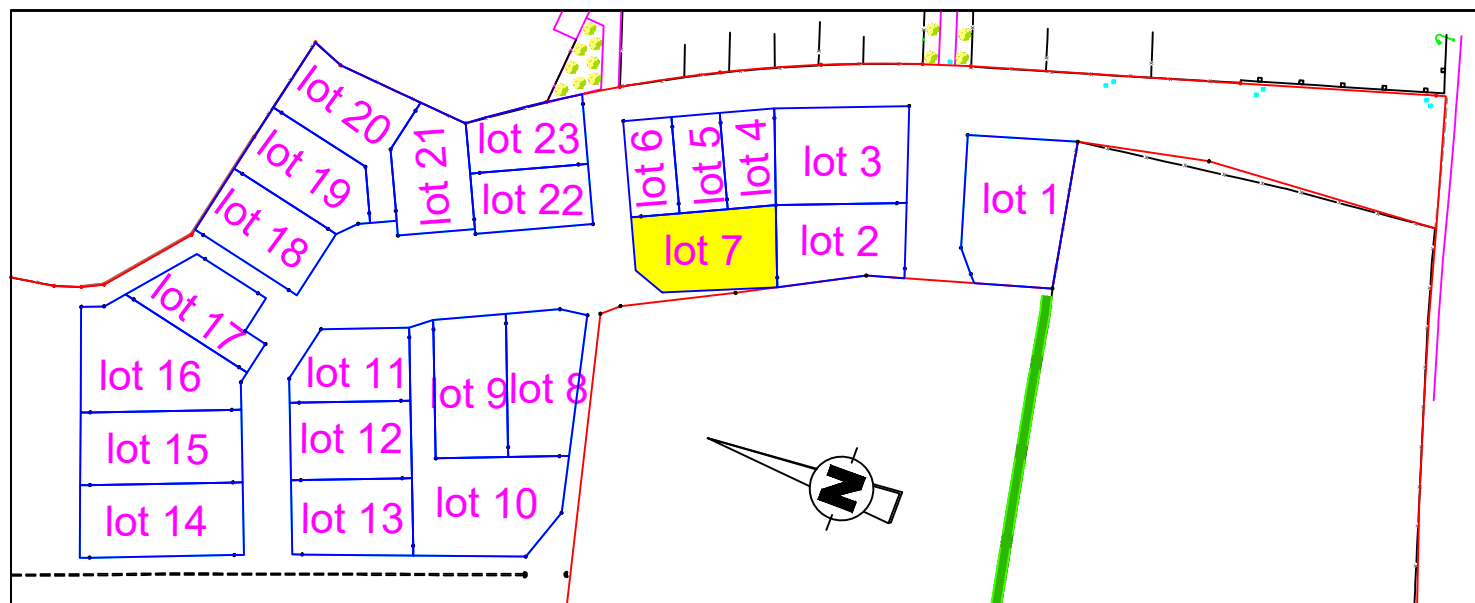 lot 20
lot 21
lot 23
lot 19
lot 22
lot 18
lot 6
lot 5
lot 4
lot 3
lot 1
lot 7
lot 2
lot 17
lot 16
lot 11
lot 9
lot 8
lot 15
lot 12
lot 14
lot 13
lot 10
N